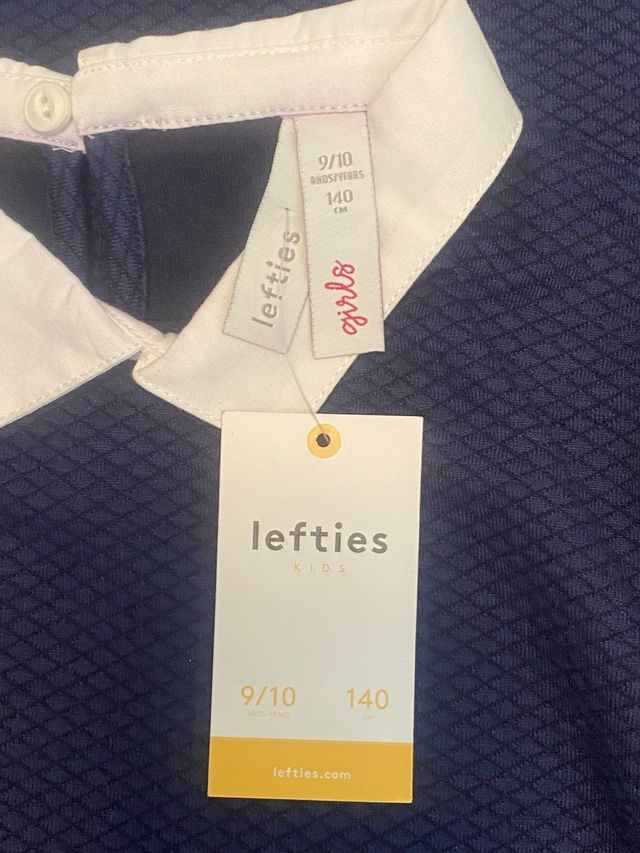 9/10
AÑOS/YEARS
140
CM
girls
lefties
lefties
KIDS
9/10 140
AÑOS/YEARS CM
lefties.com